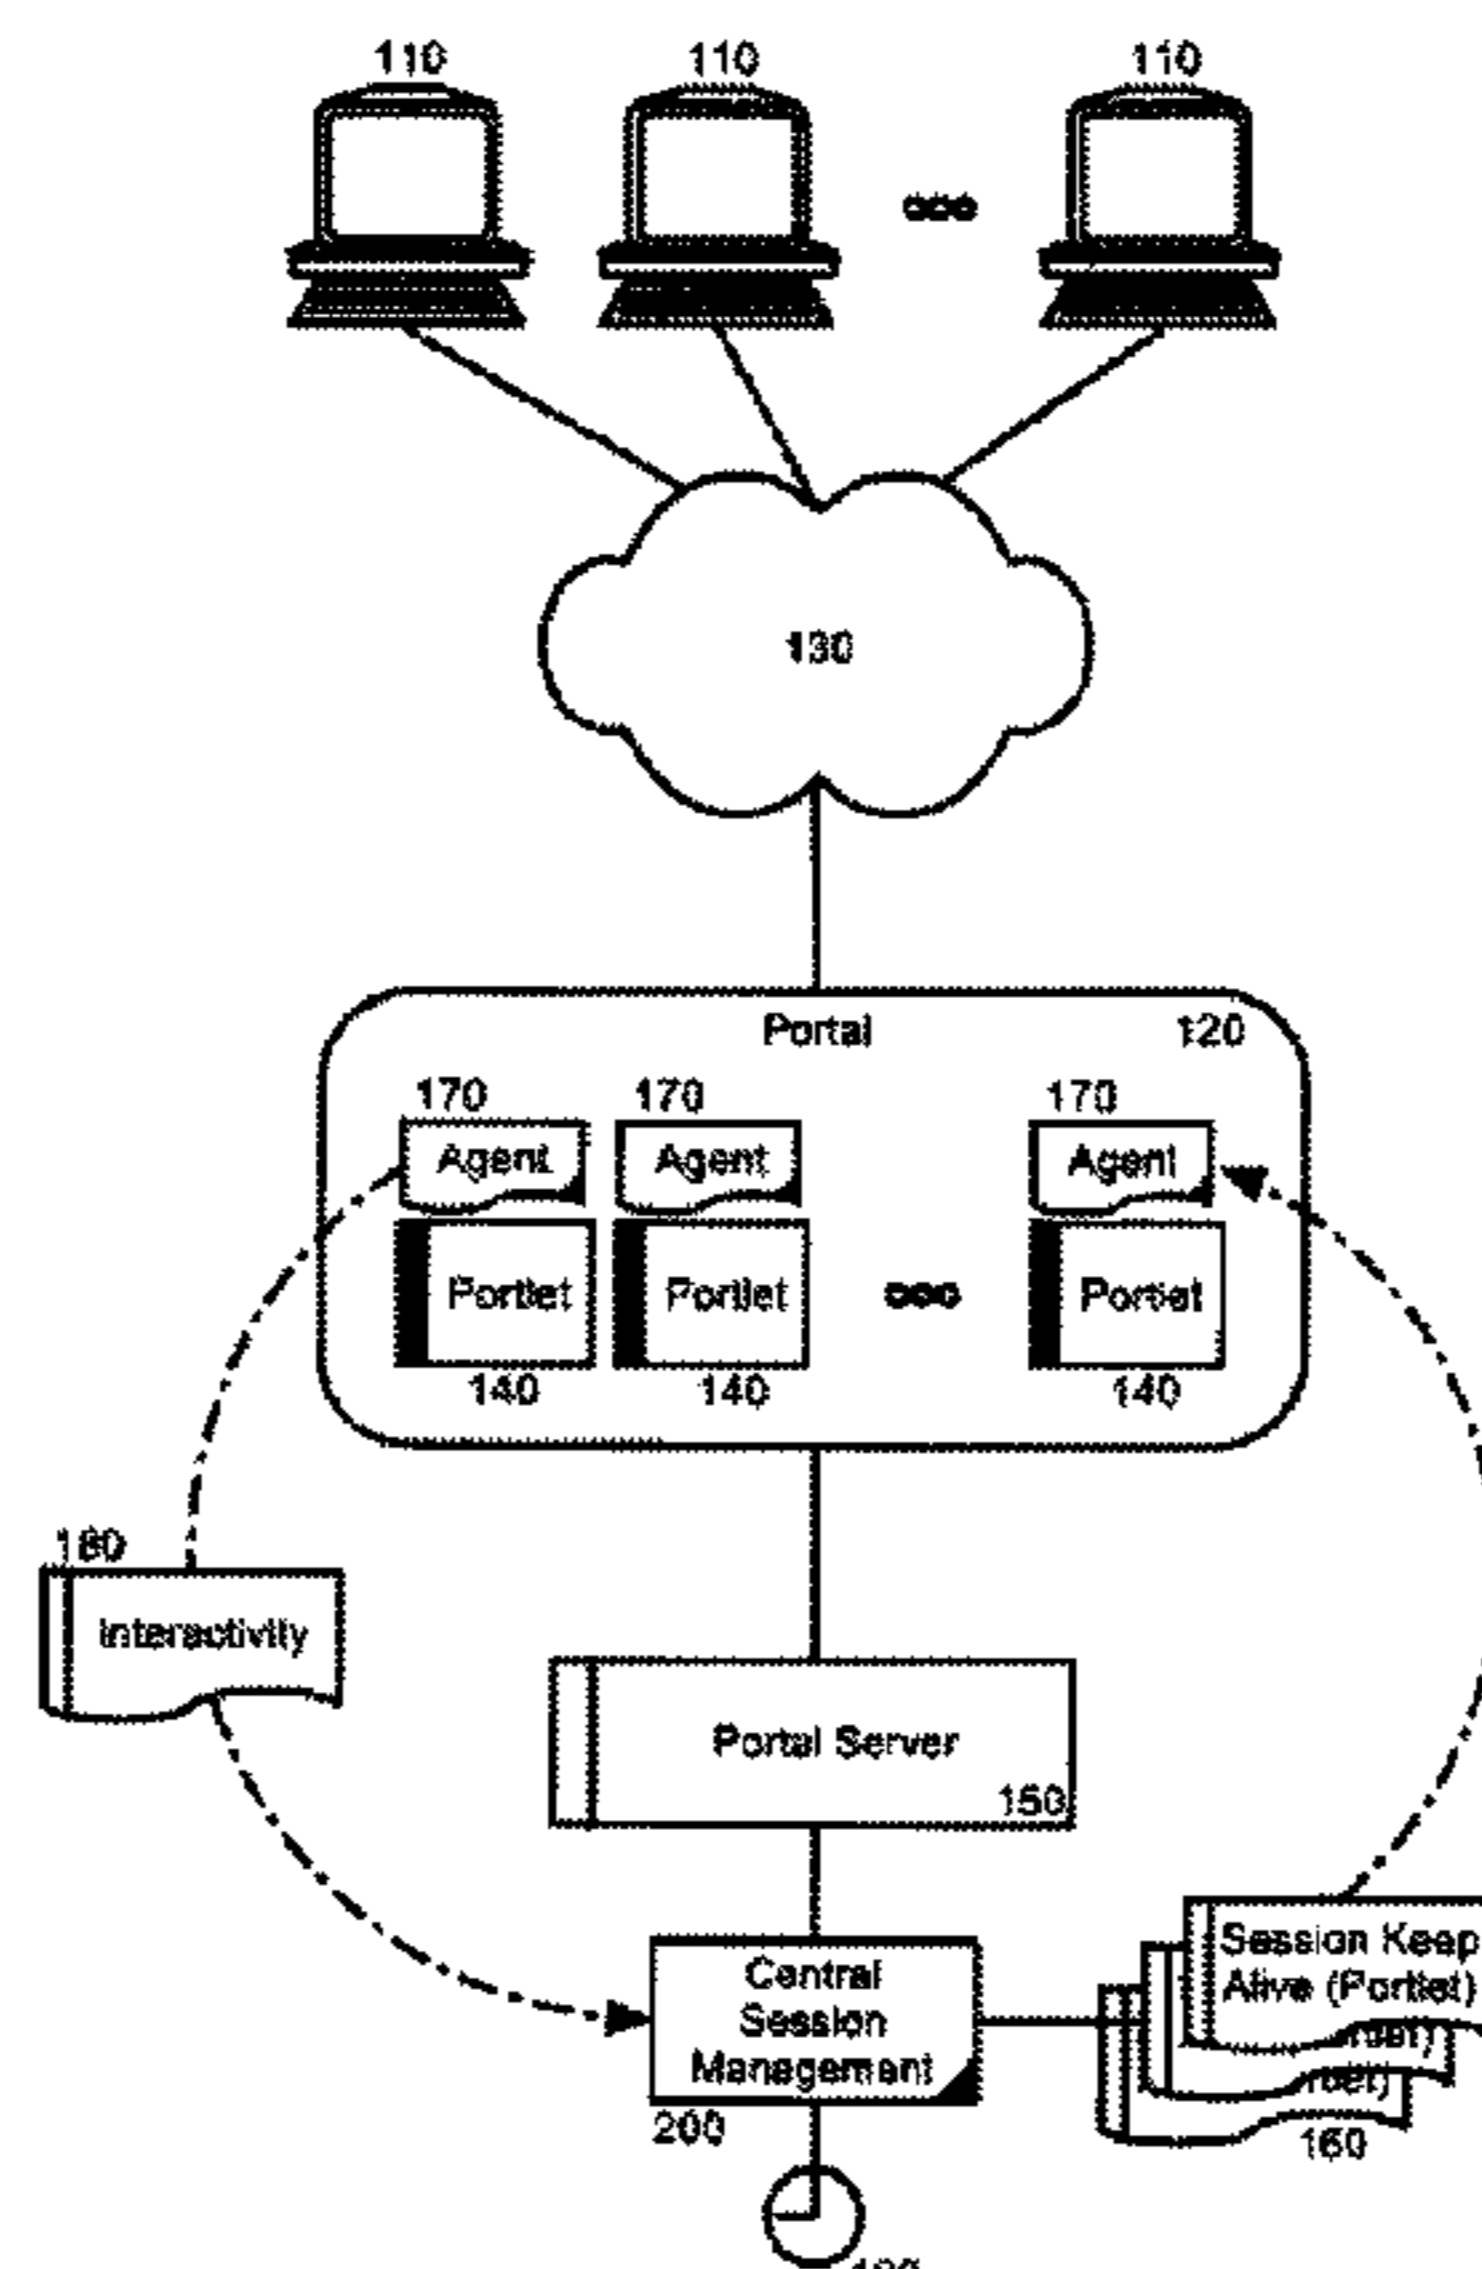 110 110 110
130
Portal 120
170 170 170
Agent Agent Agent
Portlet Portlet Portlet
140 140 140
180
Interactivity
Portal Server
150
Session Keep
Central
Alive (Portlet)
Session
Management
200
160